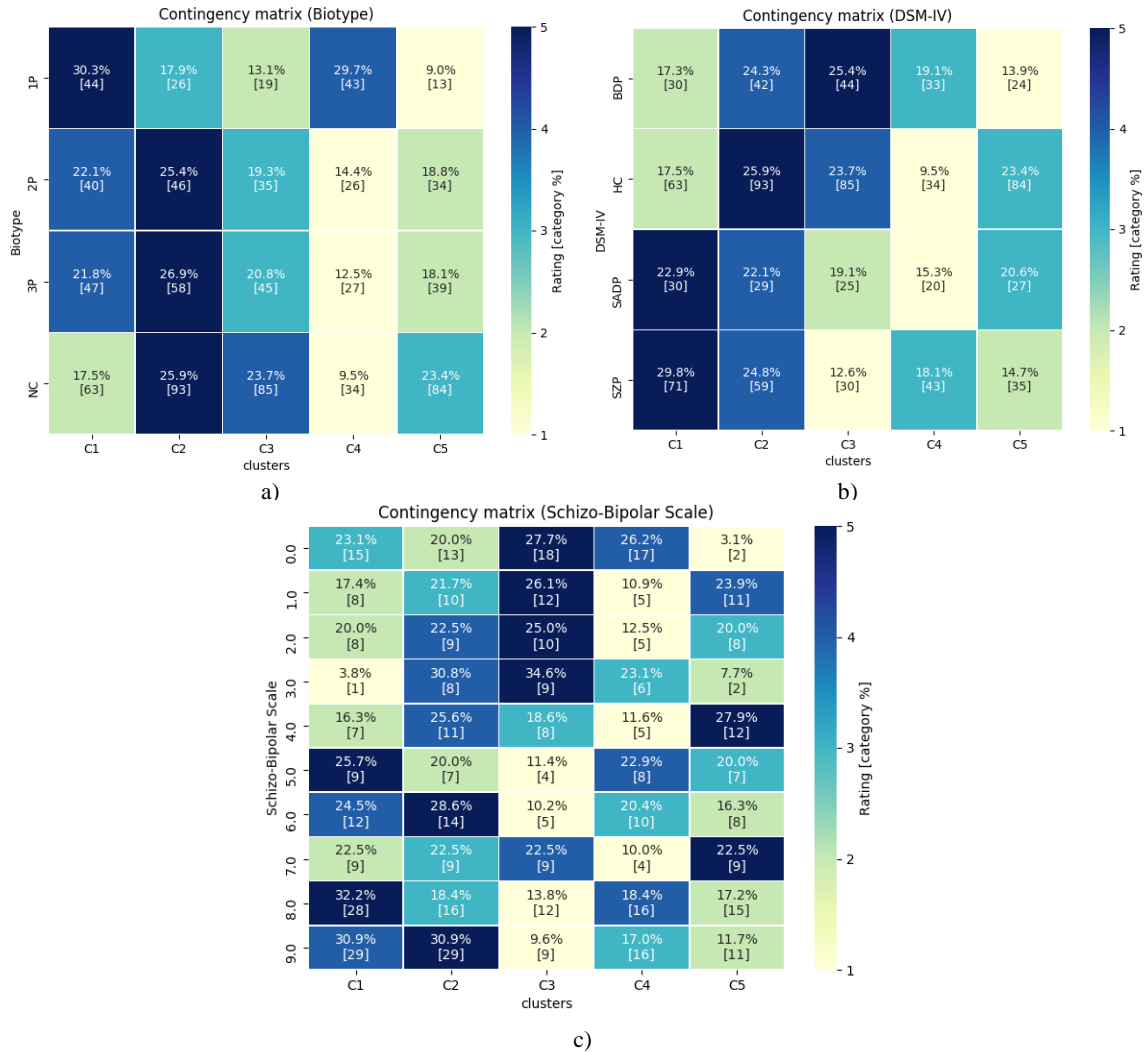 Contingency matrix (Biotype)
Biotype
1P
30.3% 17.9% 13.1% 29.7% 9.0%
[44] [26] [19] [43] [13]
2P
22.1% 25.4% 19.3% 14.4% 18.8%
[40] [46] [35] [26] [34]
3P
21.8% 26.9% 20.8% 12.5% 18.1%
[47] [58] [45] [27] [39]
NC
17.5% 25.9% 23.7% 9.5% 23.4%
[63] [93] [85] [34] [84]
C1 C2 C3 C4 C5
clusters
5
4
3
2
1
Rating [category %]
a)
Contingency matrix (DSM-IV)
DSM-IV
BDP
17.3% 24.3% 25.4% 19.1% 13.9%
[30] [42] [44] [33] [24]
HC
17.5% 25.9% 23.7% 9.5% 23.4%
[63] [93] [85] [34] [84]
SADP
22.9% 22.1% 19.1% 15.3% 20.6%
[30] [29] [25] [20] [27]
SZP
29.8% 24.8% 12.6% 18.1% 14.7%
[71] [59] [30] [43] [35]
C1 C2 C3 C4 C5
clusters
5
4
3
2
1
Rating [category %]
b)
Contingency matrix (Schizo-Bipolar Scale)
Schizo-Bipolar Scale
0.0
23.1% 20.0% 27.7% 26.2% 3.1%
[15] [13] [18] [17] [2]
1.0
17.4% 21.7% 26.1% 10.9% 23.9%
[8] [10] [12] [5] [11]
2.0
20.0% 22.5% 25.0% 12.5% 20.0%
[8] [9] [10] [5] [8]
3.0
3.8% 30.8% 34.6% 23.1% 7.7%
[1] [8] [9] [6] [2]
4.0
16.3% 25.6% 18.6% 11.6% 27.9%
[7] [11] [8] [5] [12]
5.0
25.7% 20.0% 11.4% 22.9% 20.0%
[9] [7] [4] [8] [7]
6.0
24.5% 28.6% 10.2% 20.4% 16.3%
[12] [14] [5] [10] [8]
7.0
22.5% 22.5% 22.5% 10.0% 22.5%
[9] [9] [9] [4] [9]
8.0
32.2% 18.4% 13.8% 18.4% 17.2%
[28] [16] [12] [16] [15]
9.0
30.9% 30.9% 9.6% 17.0% 11.7%
[29] [29] [9] [16] [11]
C1 C2 C3 C4 C5
clusters
5
4
3
2
1
Rating [category %]
c)